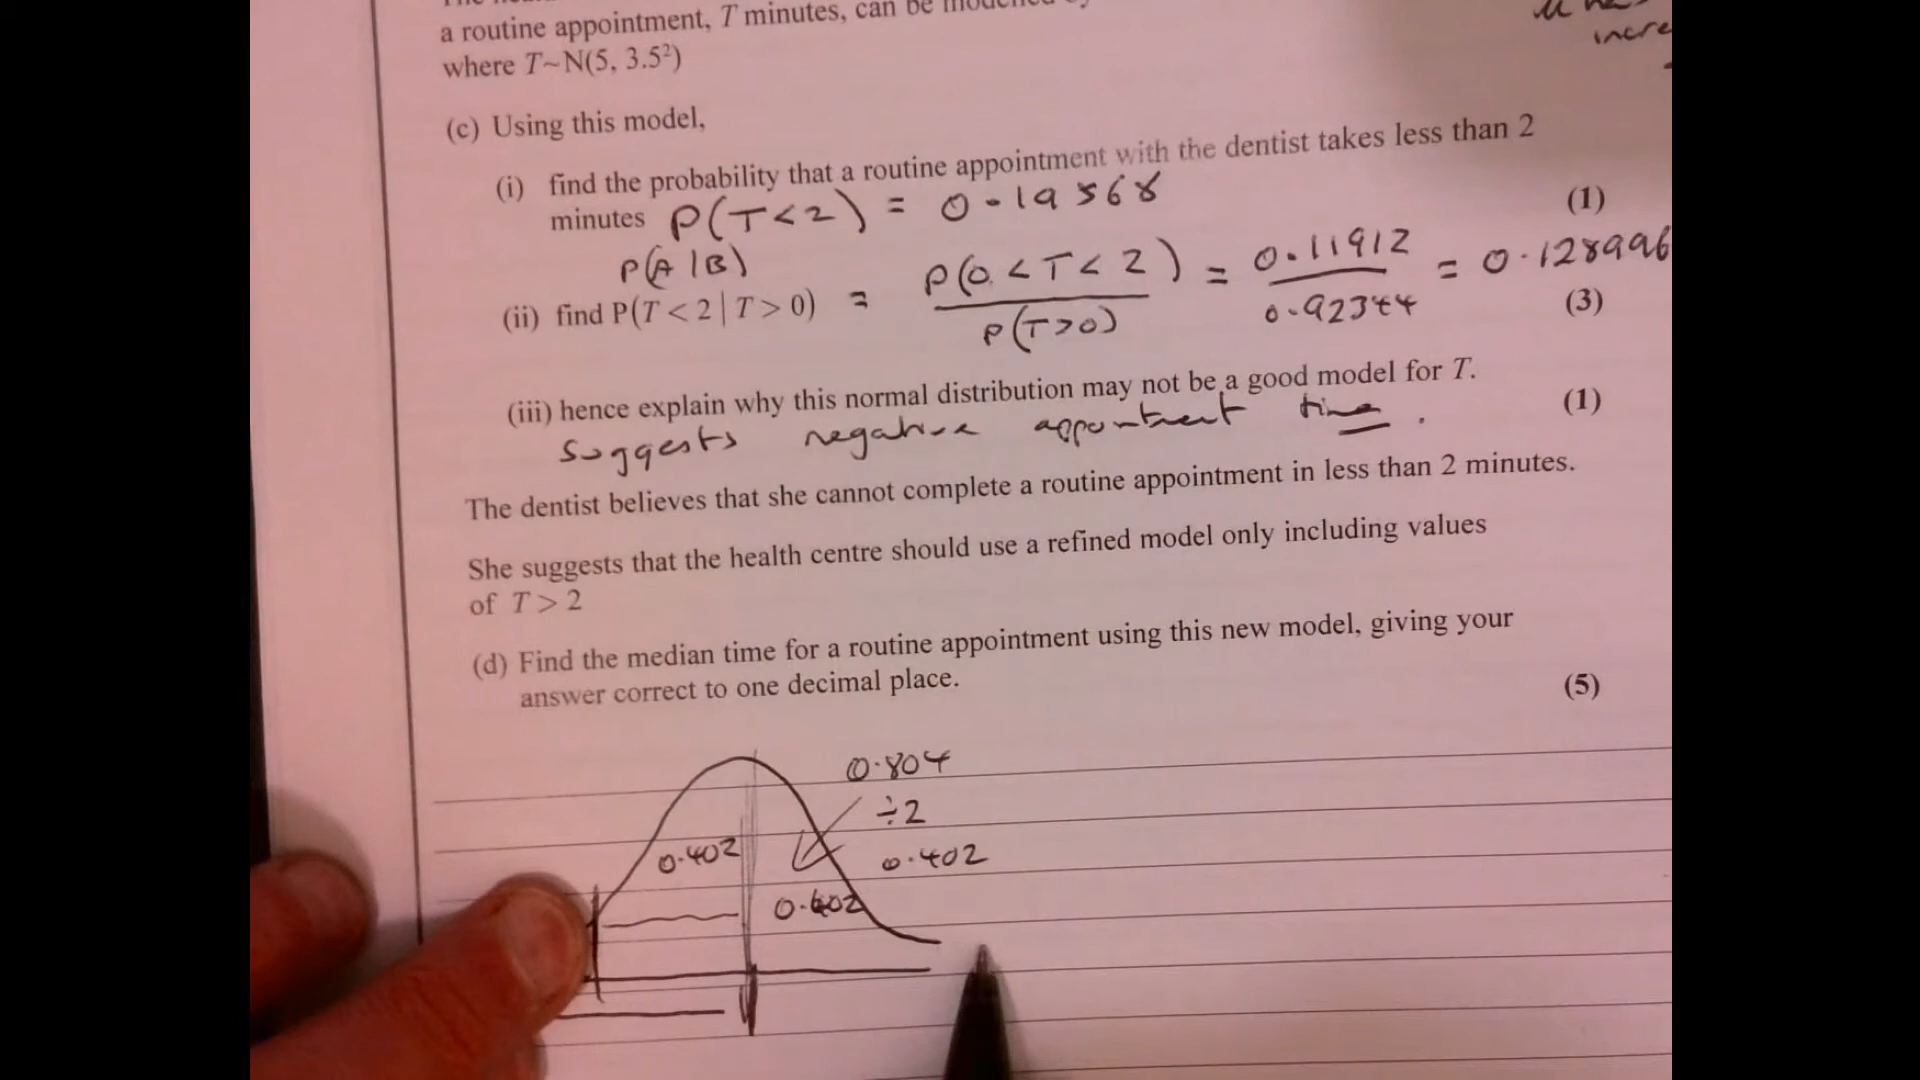 a routine appointment, T minutes, can be modelled by
where T~N(5, 3.5²)
incre
(c) Using this model,
(i) find the probability that a routine appointment with the dentist takes less than 2
minutes P(T<2) = 0.19568 (1)
P(A|B)
(ii) find P(T < 2 | T > 0) = P(0<T<2) / P(T>0) = 0.11912 / 0.92344 = 0.128996 (3)
(iii) hence explain why this normal distribution may not be a good model for T.
suggests negative appointment time. (1)
The dentist believes that she cannot complete a routine appointment in less than 2 minutes.
She suggests that the health centre should use a refined model only including values
of T > 2
(d) Find the median time for a routine appointment using this new model, giving your
answer correct to one decimal place.
(5)
0.804
÷2
0.402 0.402
0.402